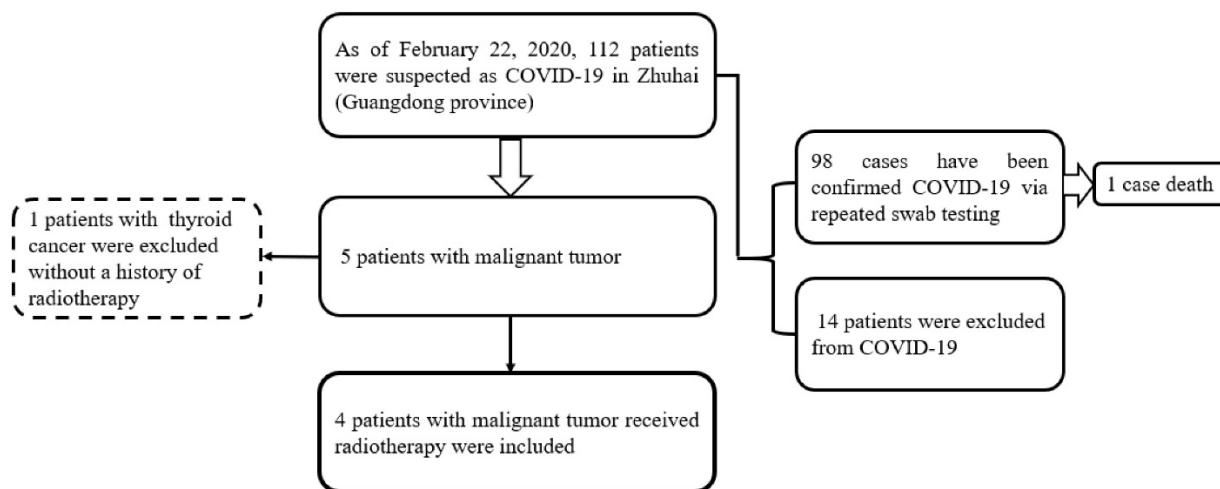 As of February 22, 2020, 112 patients
were suspected as COVID-19 in Zhuhai
(Guangdong province)
98 cases have been
confirmed COVID-19 via
repeated swab testing
1 case death
1 patients with thyroid
cancer were excluded
without a history of
radiotherapy
5 patients with malignant tumor
14 patients were excluded
from COVID-19
4 patients with malignant tumor received
radiotherapy were included